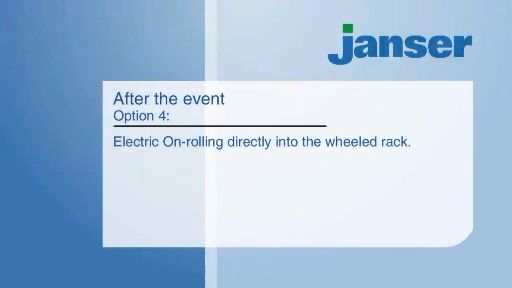 janser
After the event
Option 4:
Electric On-rolling directly into the wheeled rack.